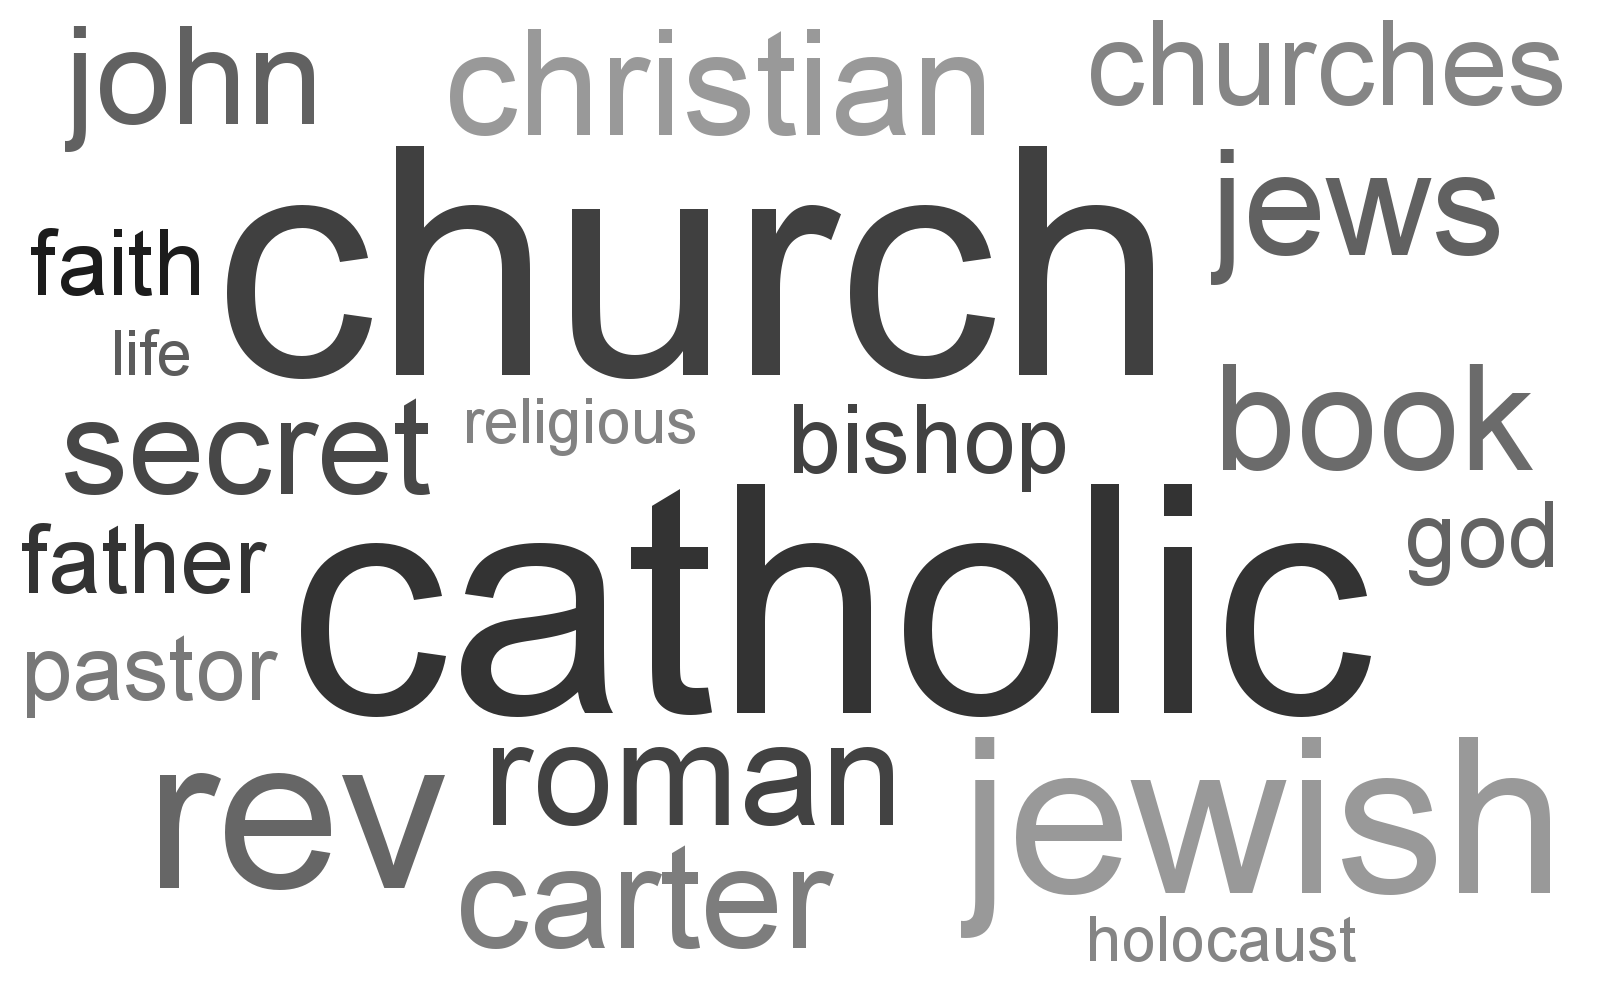 john christian churches
church jews
faith
life
secret religious bishop book
father catholic god
pastor
rev roman jewish
carter holocaust